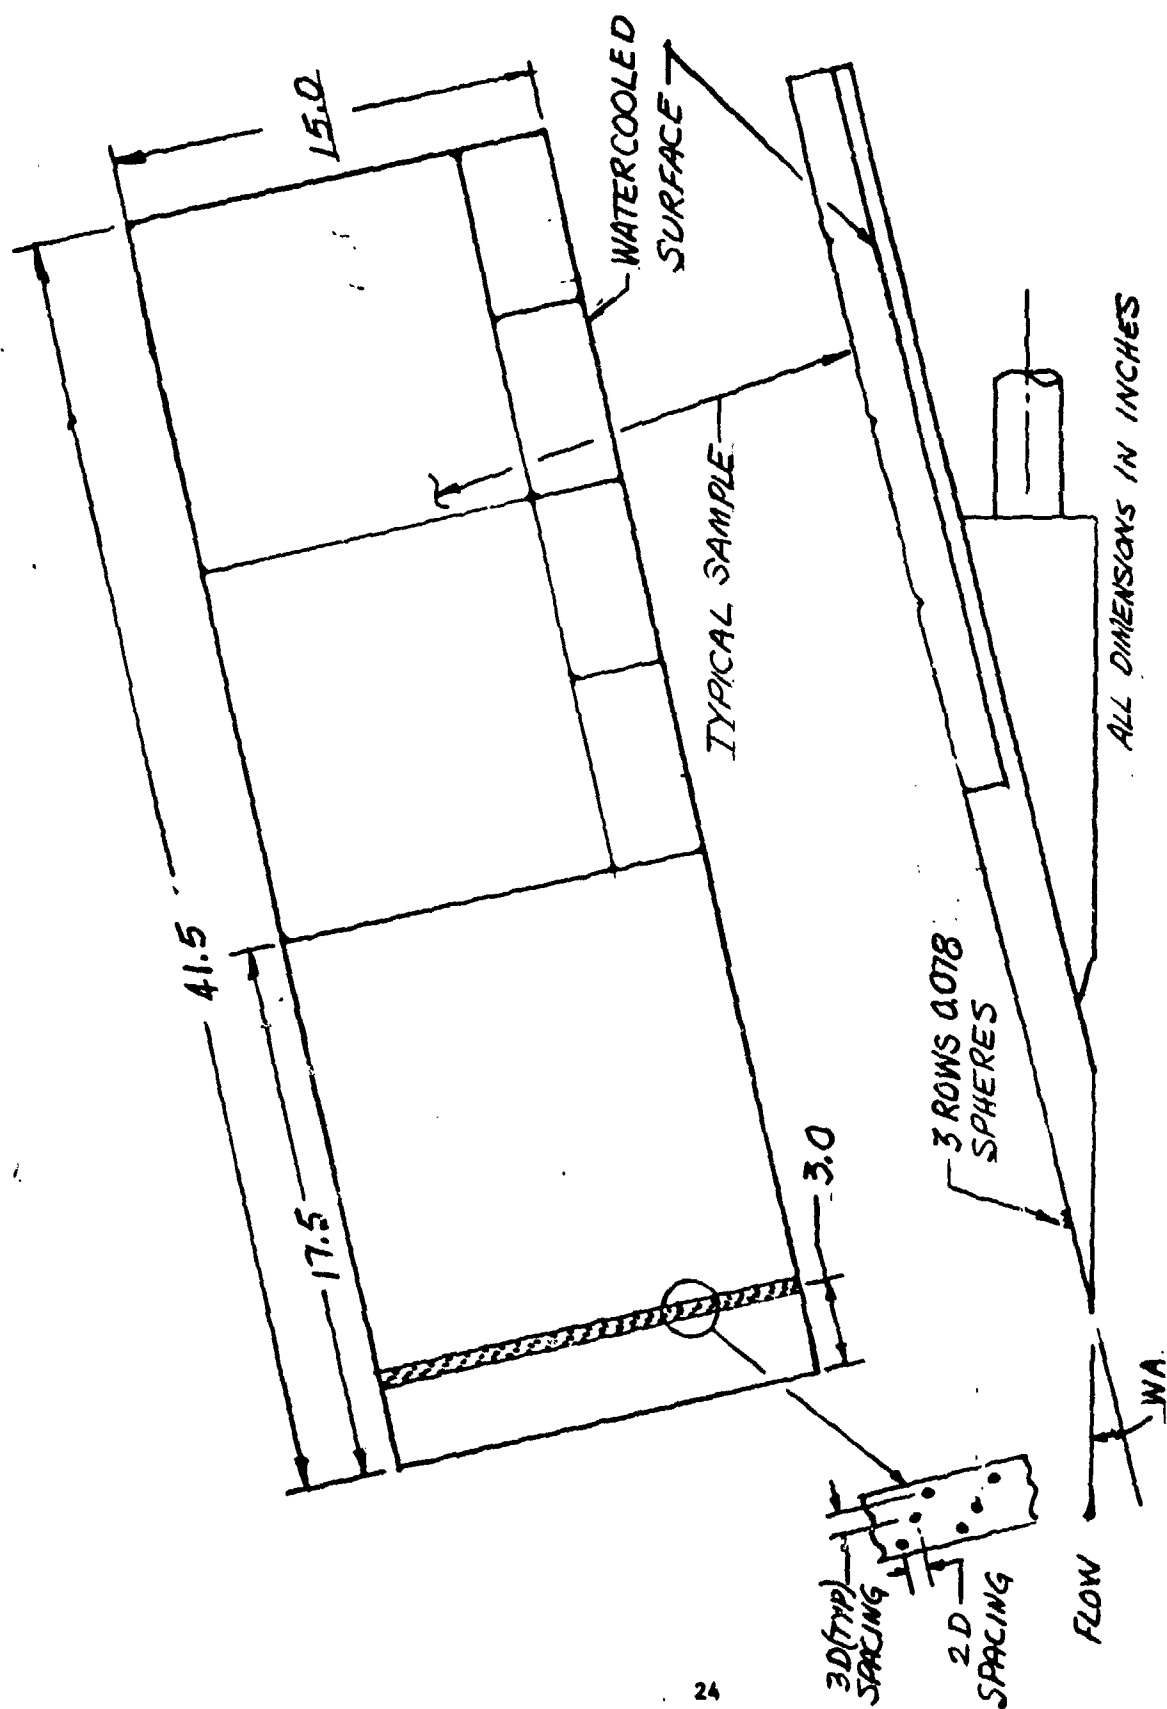 15.0
WATERCOOLED
SURFACE
41.5
17.5
TYPICAL SAMPLE
3.0
3 ROWS 0.078
SPHERES
3D(TYP)
SPACING
2D
SPACING
FLOW
WA
ALL DIMENSIONS IN INCHES
24